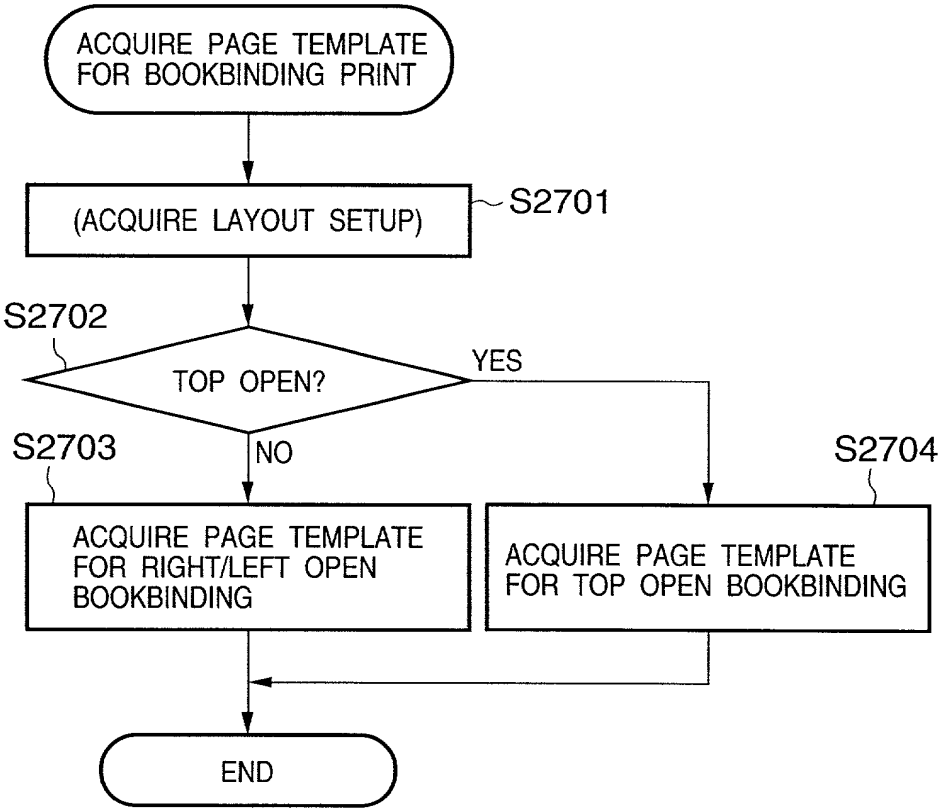 ACQUIRE PAGE TEMPLATE
FOR BOOKBINDING PRINT
(ACQUIRE LAYOUT SETUP)
S2701
S2702
TOP OPEN?
YES
NO
S2703
ACQUIRE PAGE TEMPLATE
FOR RIGHT/LEFT OPEN
BOOKBINDING
S2704
ACQUIRE PAGE TEMPLATE
FOR TOP OPEN BOOKBINDING
END